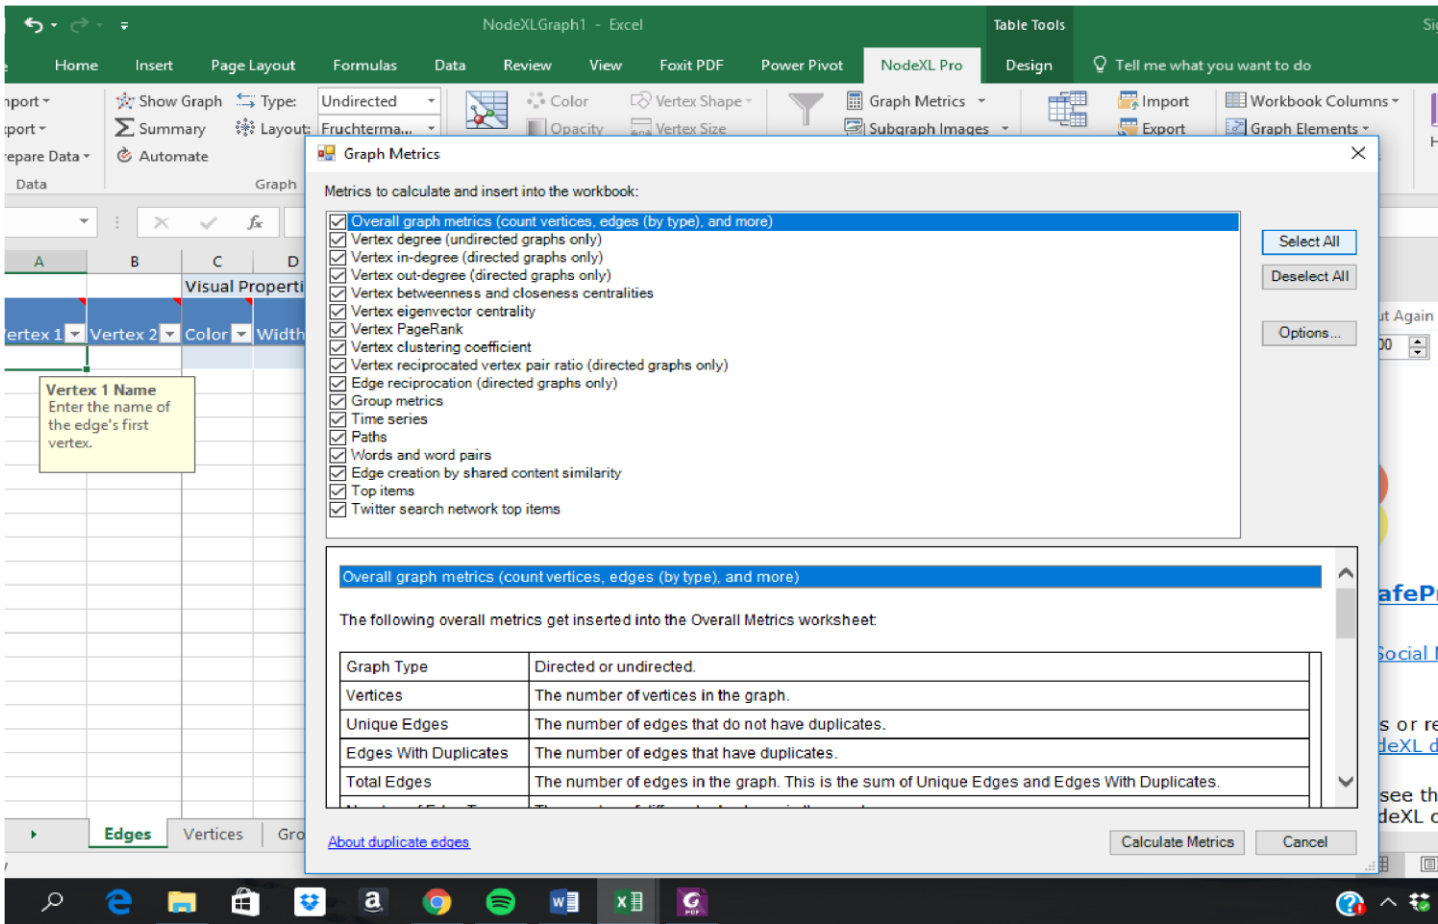 NodeXLGraph1 - Excel
Table Tools
Home Insert Page Layout Formulas Data Review View Foxit PDF Power Pivot NodeXL Pro Design Tell me what you want to do
Show Graph Type: Undirected Color Vertex Shape Graph Metrics Import Workbook Columns
Summary Layout: Fruchterma... Opacity Vertex Size Subgraph Images Export Graph Elements
Automate
Data Graph
fx
A B C D
Visual Properti
Vertex 2 Color Width
Vertex 1 Name
Enter the name of
the edge's first
vertex.
Graph Metrics
Metrics to calculate and insert into the workbook:
Overall graph metrics (count vertices, edges (by type), and more)
Vertex degree (undirected graphs only)
Vertex in-degree (directed graphs only)
Vertex out-degree (directed graphs only)
Vertex betweenness and closeness centralities
Vertex eigenvector centrality
Vertex PageRank
Vertex clustering coefficient
Vertex reciprocated vertex pair ratio (directed graphs only)
Edge reciprocation (directed graphs only)
Group metrics
Time series
Paths
Words and word pairs
Edge creation by shared content similarity
Top items
Twitter search network top items
Select All
Deselect All
Options...
Overall graph metrics (count vertices, edges (by type), and more)
The following overall metrics get inserted into the Overall Metrics worksheet:
Graph Type Directed or undirected.
Vertices The number of vertices in the graph.
Unique Edges The number of edges that do not have duplicates.
Edges With Duplicates The number of edges that have duplicates.
Total Edges The number of edges in the graph. This is the sum of Unique Edges and Edges With Duplicates.
About duplicate edges
Calculate Metrics Cancel
Again
Social
Edges Vertices Gro